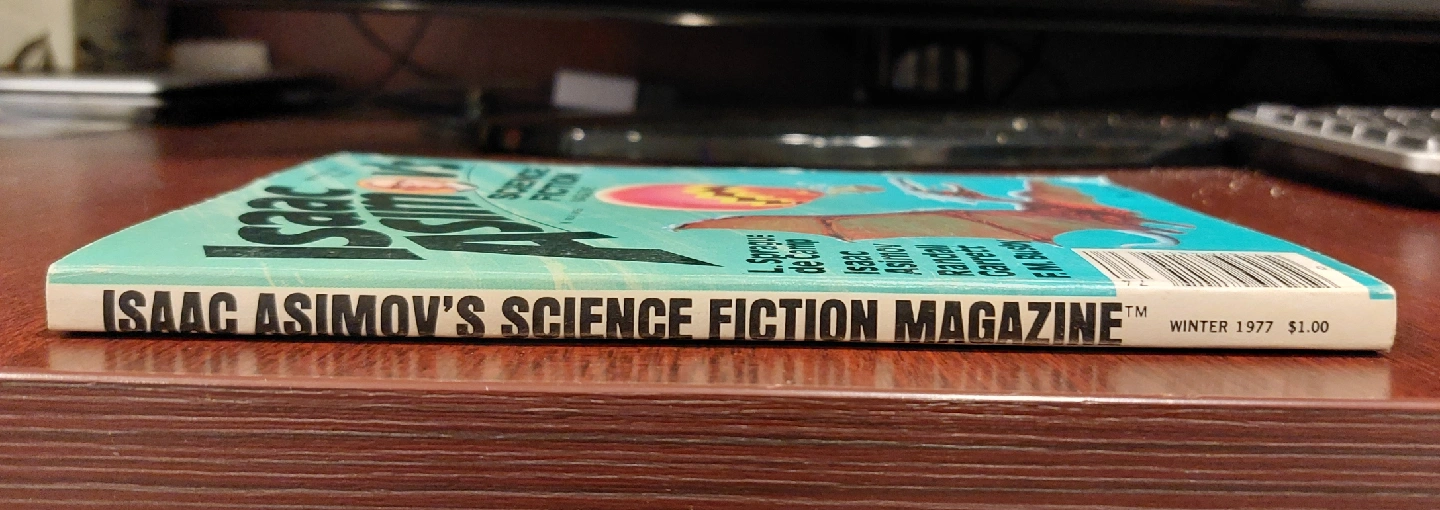 Isaac
Asimov's
SCIENCE
FICTION
L. Sprague
de Camp
Isaac
Asimov
Randall
Garrett
F.M. Busby
ISAAC ASIMOV'S SCIENCE FICTION MAGAZINE™ WINTER 1977 $1.00